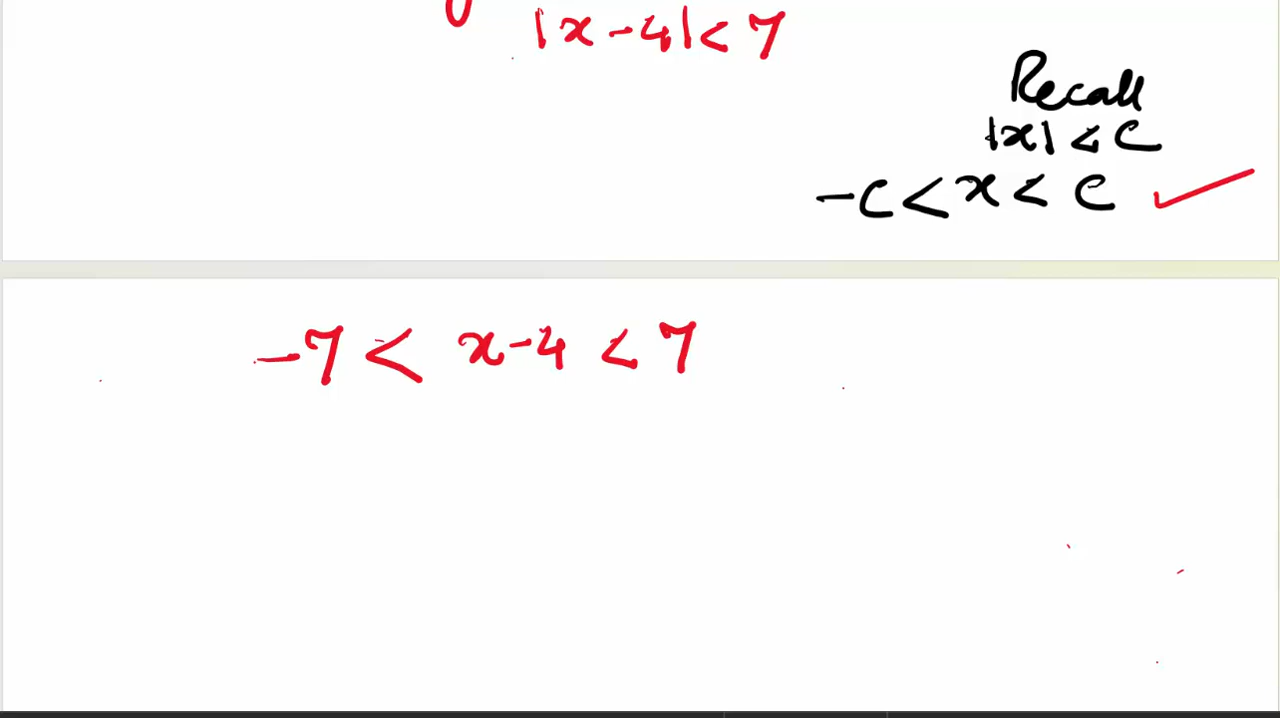 |x-4|<7
Recall
|x| < C
-C < x < C
-7 < x-4 < 7